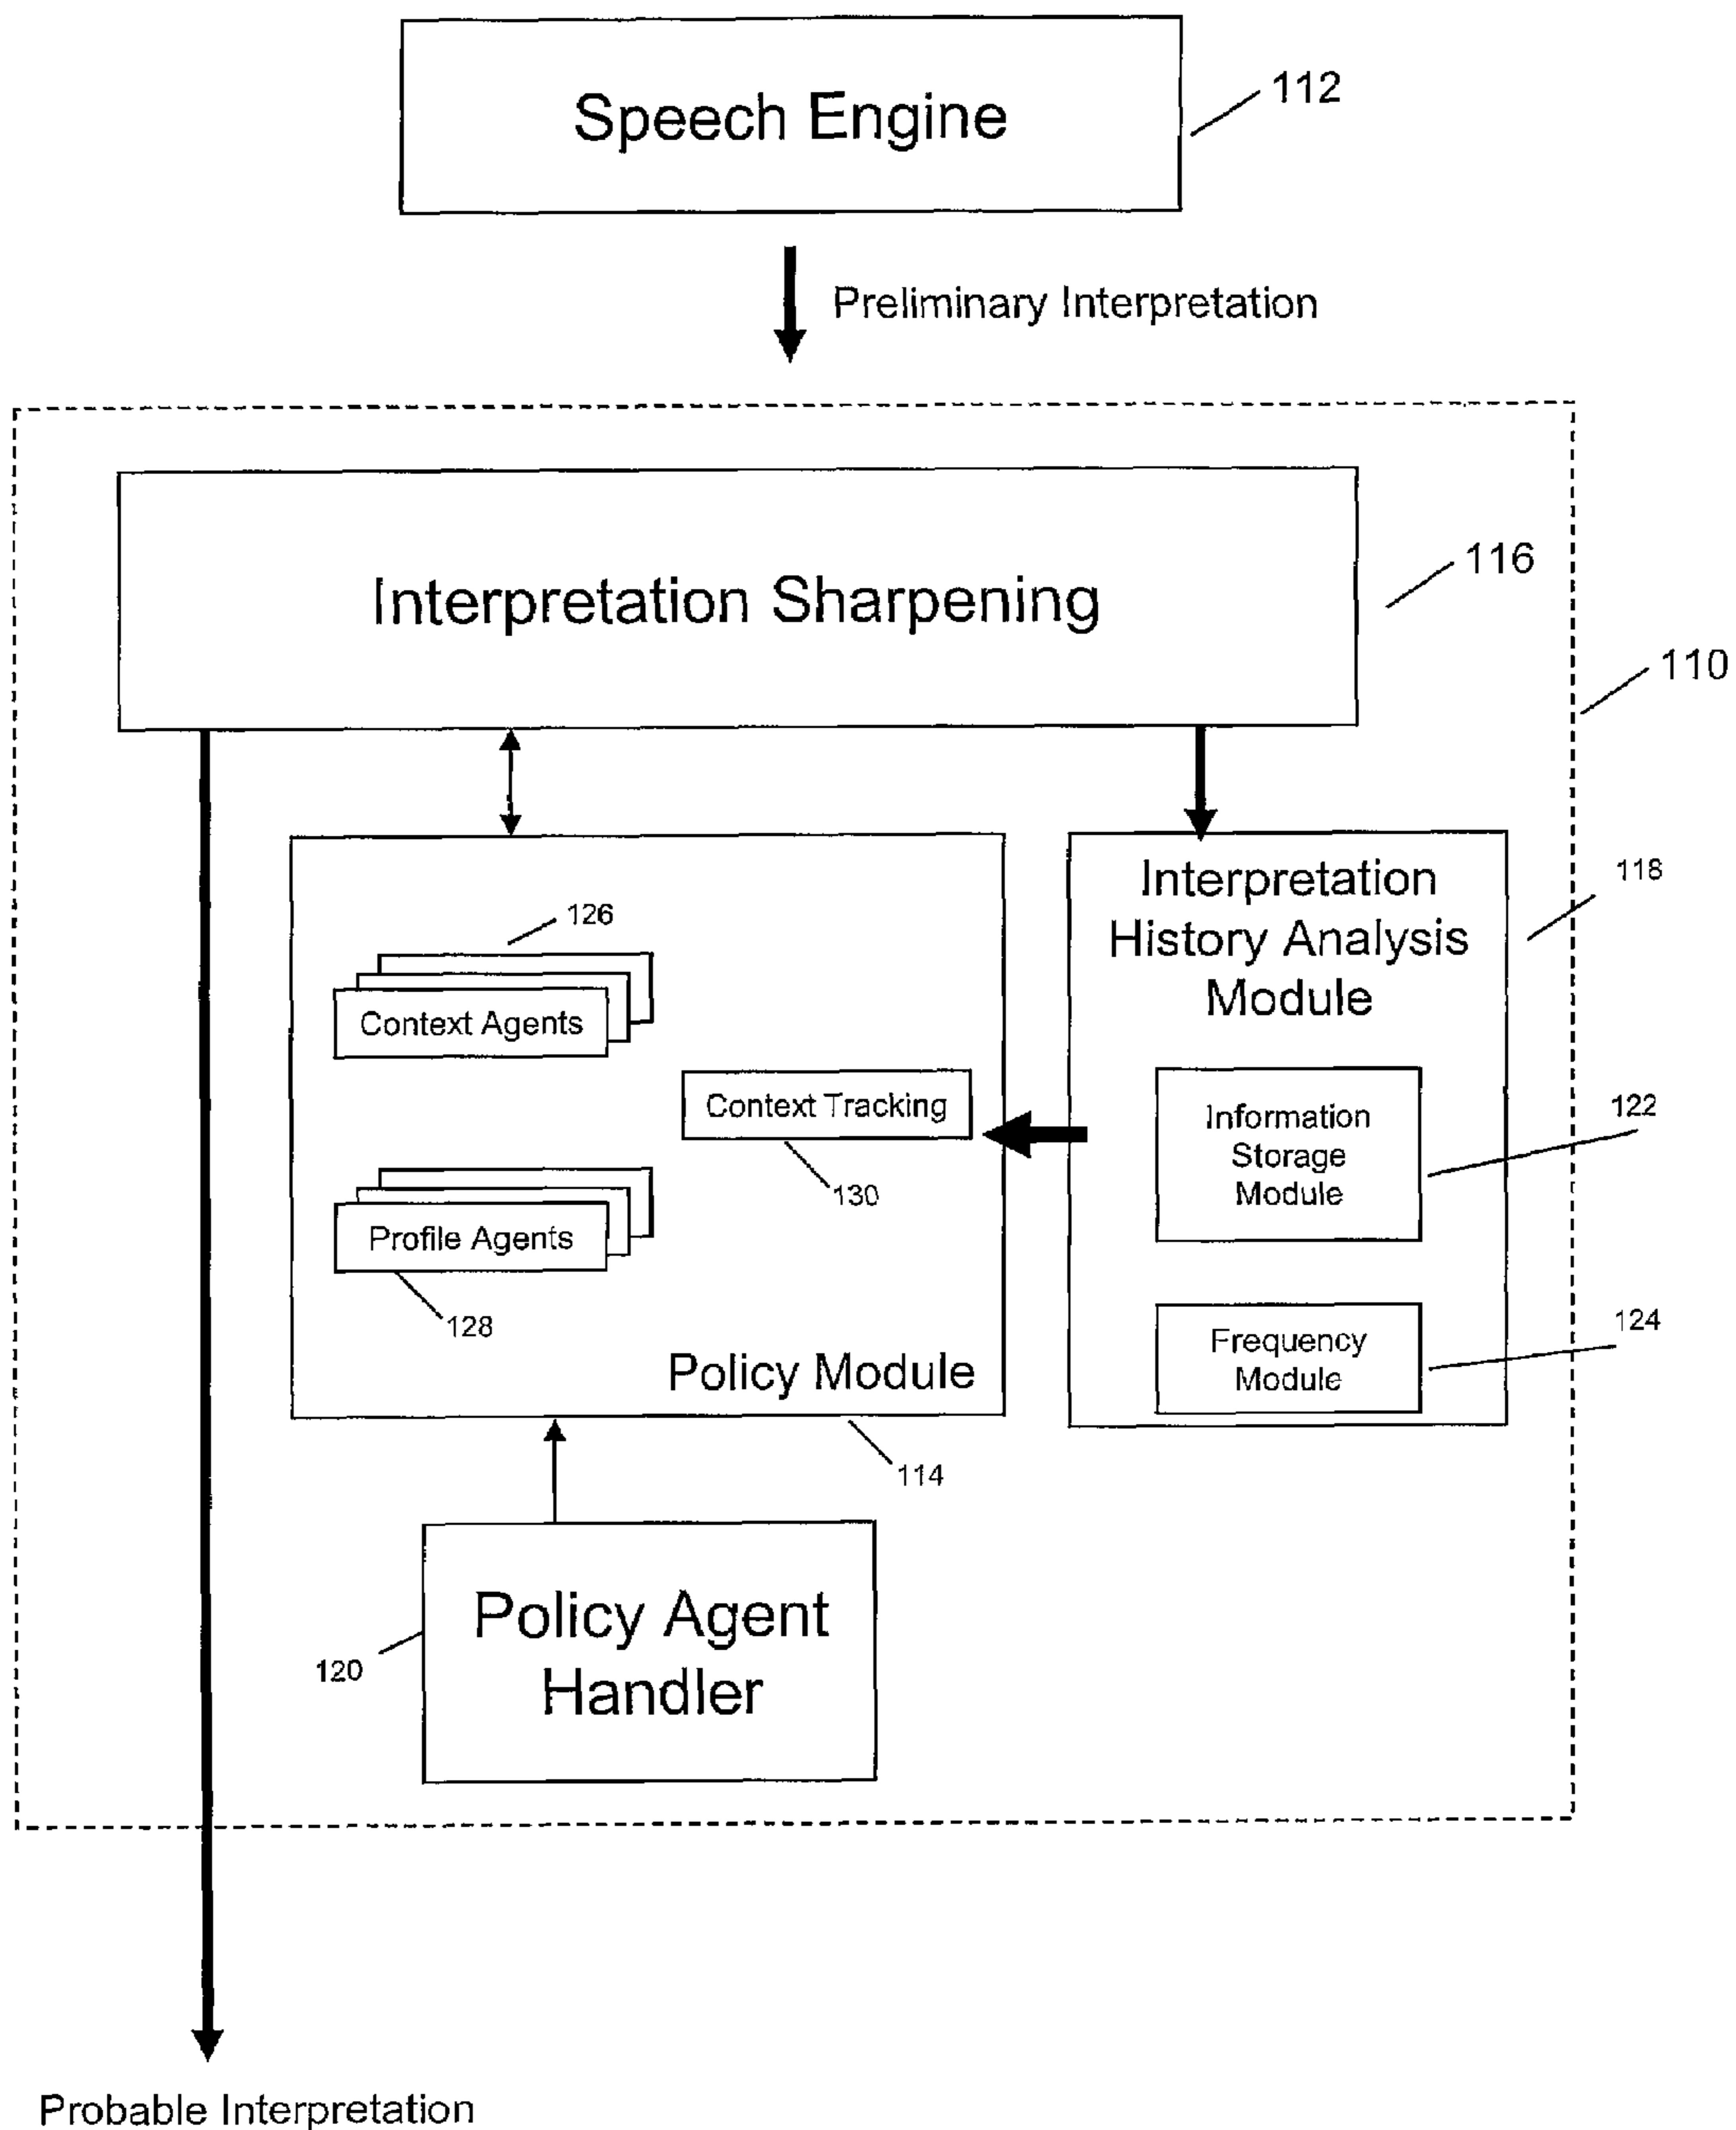 Speech Engine
112
Preliminary Interpretation
Interpretation Sharpening
116
110
Interpretation
History Analysis
Module
118
126
Context Agents
Context Tracking
130
Information
Storage
Module
122
Profile Agents
128
Frequency
Module
124
Policy Module
114
Policy Agent
Handler
120
Probable Interpretation